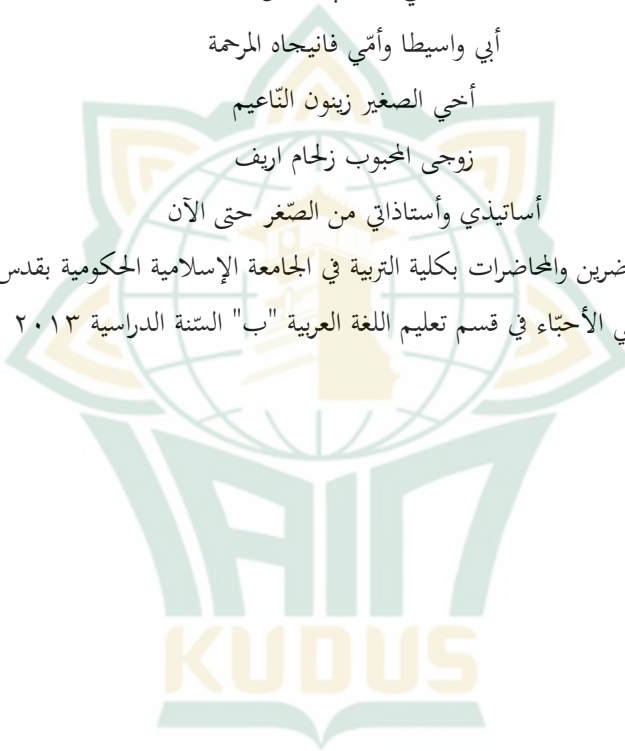 أبي واسيطا وأمّي فانيجاه المرحمة
أخي الصغير زينون النّاعيم
زوجى المحبوب زلحام اريف
أساتيذي وأستاذاتي من الصّغر حتى الآن
ضرين والمحاضرات بكلية التربية في الجامعة الإسلامية الحكومية بقدس
ي الأحبّاء في قسم تعليم اللغة العربية "ب" السّنة الدراسية ٢٠١٣
IAIN
KUDUS